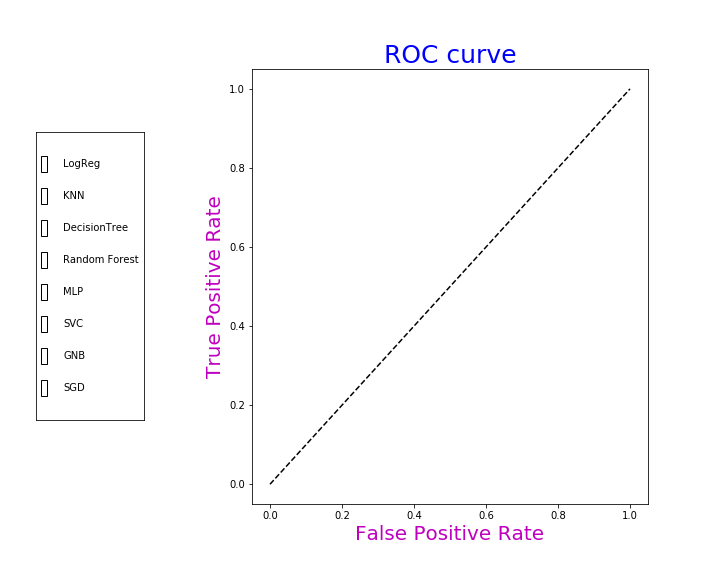 ROC curve
LogReg
KNN
DecisionTree
Random Forest
MLP
SVC
GNB
SGD
True Positive Rate
1.0
0.8
0.6
0.4
0.2
0.0
0.0 0.2 0.4 0.6 0.8 1.0
False Positive Rate